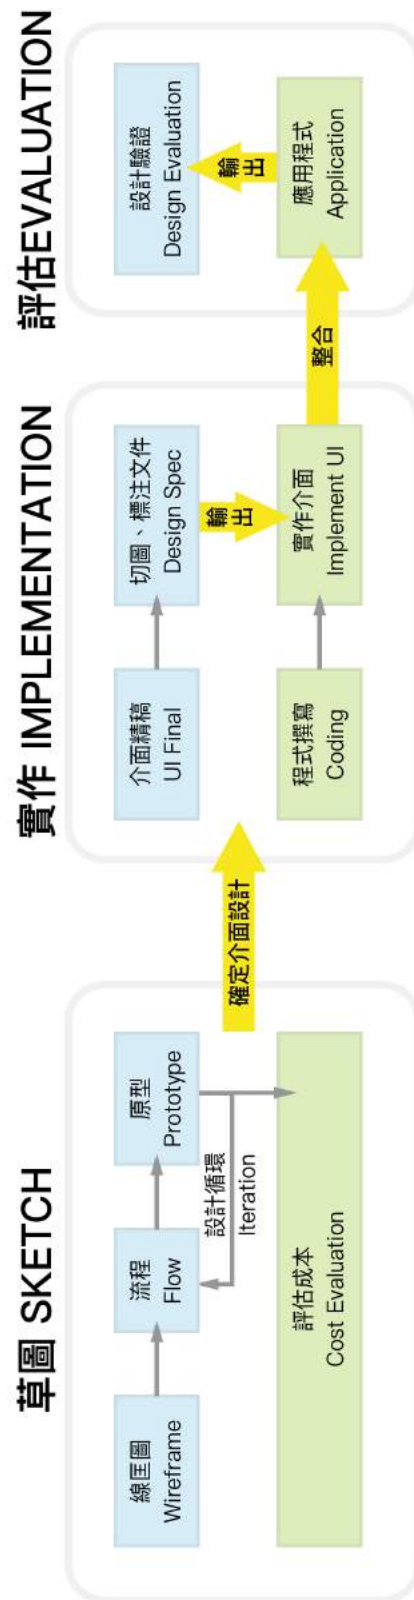 草圖 SKETCH
線匡圖
Wireframe
流程
Flow
原型
Prototype
設計循環
Iteration
評估成本
Cost Evaluation
確定介面設計
實作 IMPLEMENTATION
介面精稿
UI Final
切圖、標注文件
Design Spec
輸出
程式撰寫
Coding
實作介面
Implement UI
整合
評估EVALUATION
設計驗證
Design Evaluation
輸出
應用程式
Application